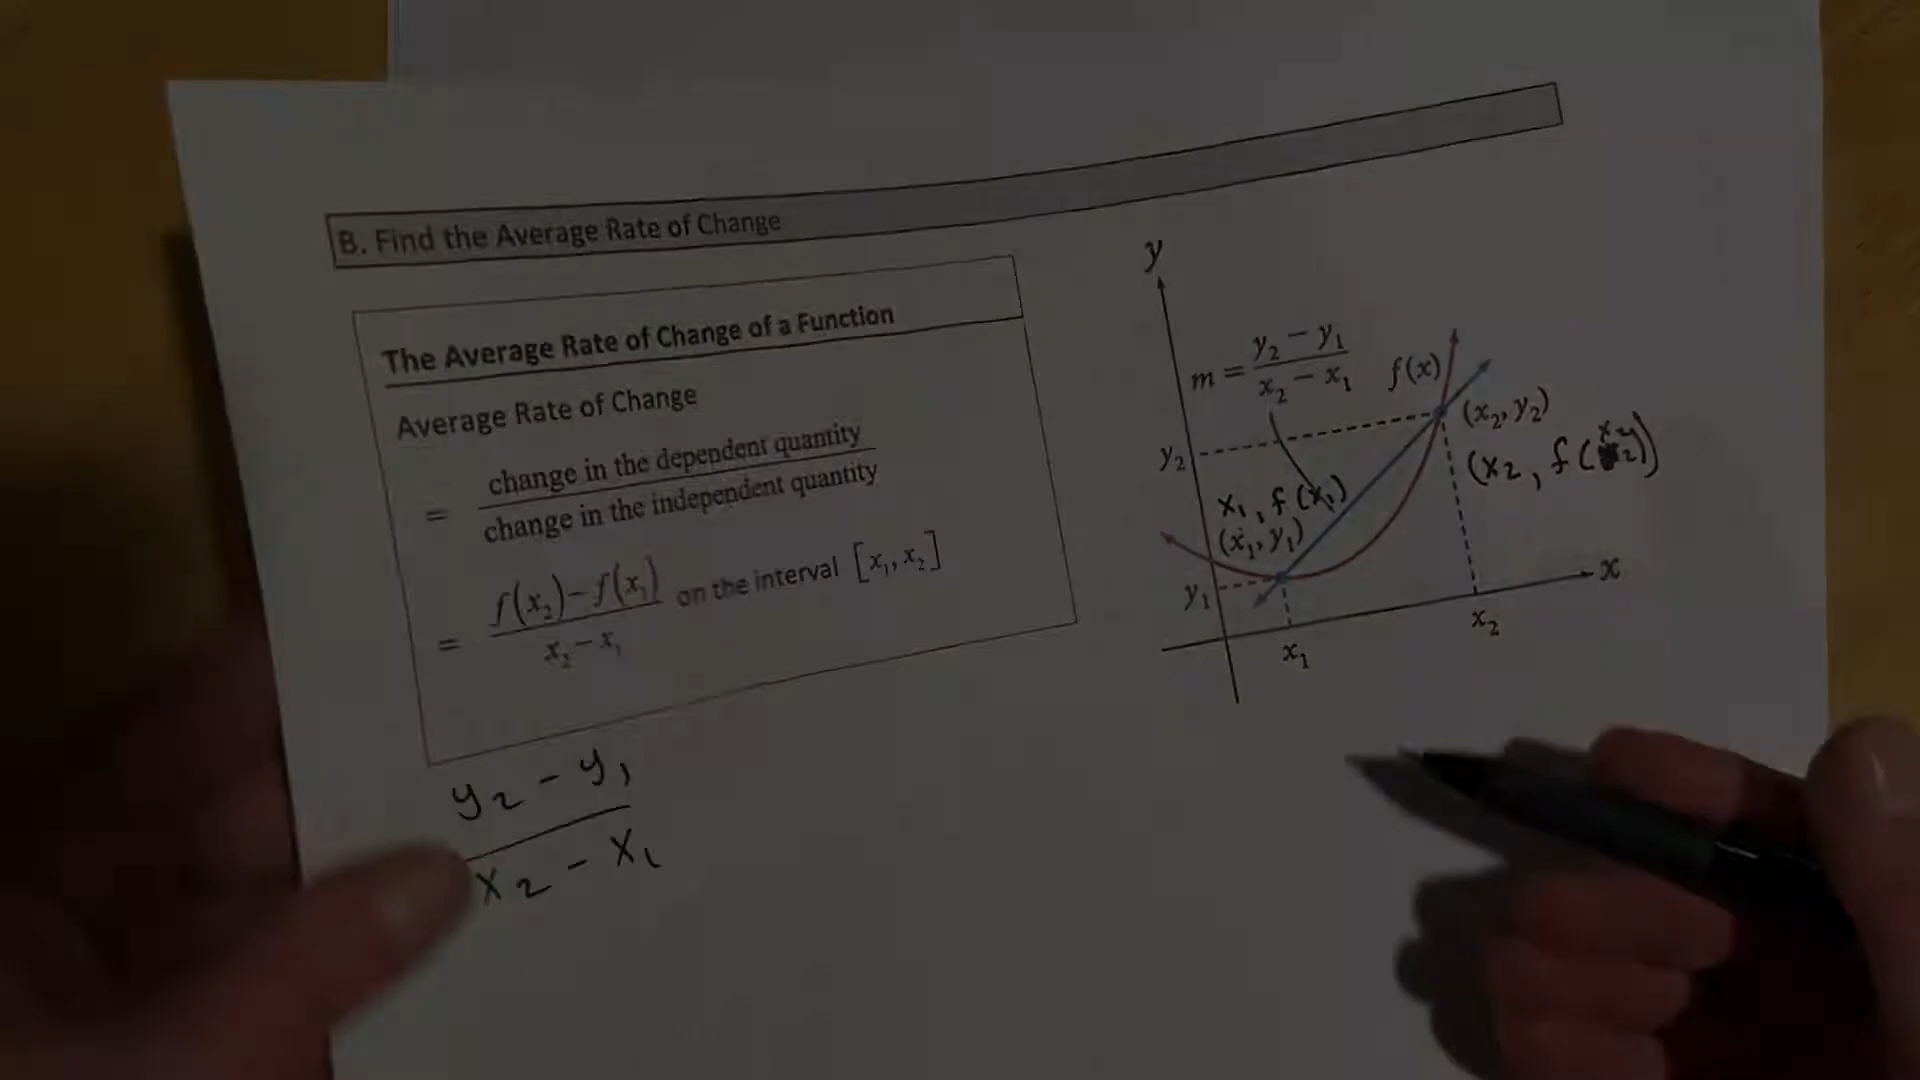 B. Find the Average Rate of Change
The Average Rate of Change of a Function
Average Rate of Change
= change in the dependent quantity
change in the independent quantity
= f(x₂)−f(x₁) on the interval [x₁, x₂]
x₂−x₁
y₂ − y₁
x₂ − x₁
y
m = y₂ − y₁
x₂ − x₁
f(x)
(x₂, y₂)
(x₂, f(x₂))
y₂
x₁, f(x₁)
(x₁, y₁)
y₁
x
x₁
x₂